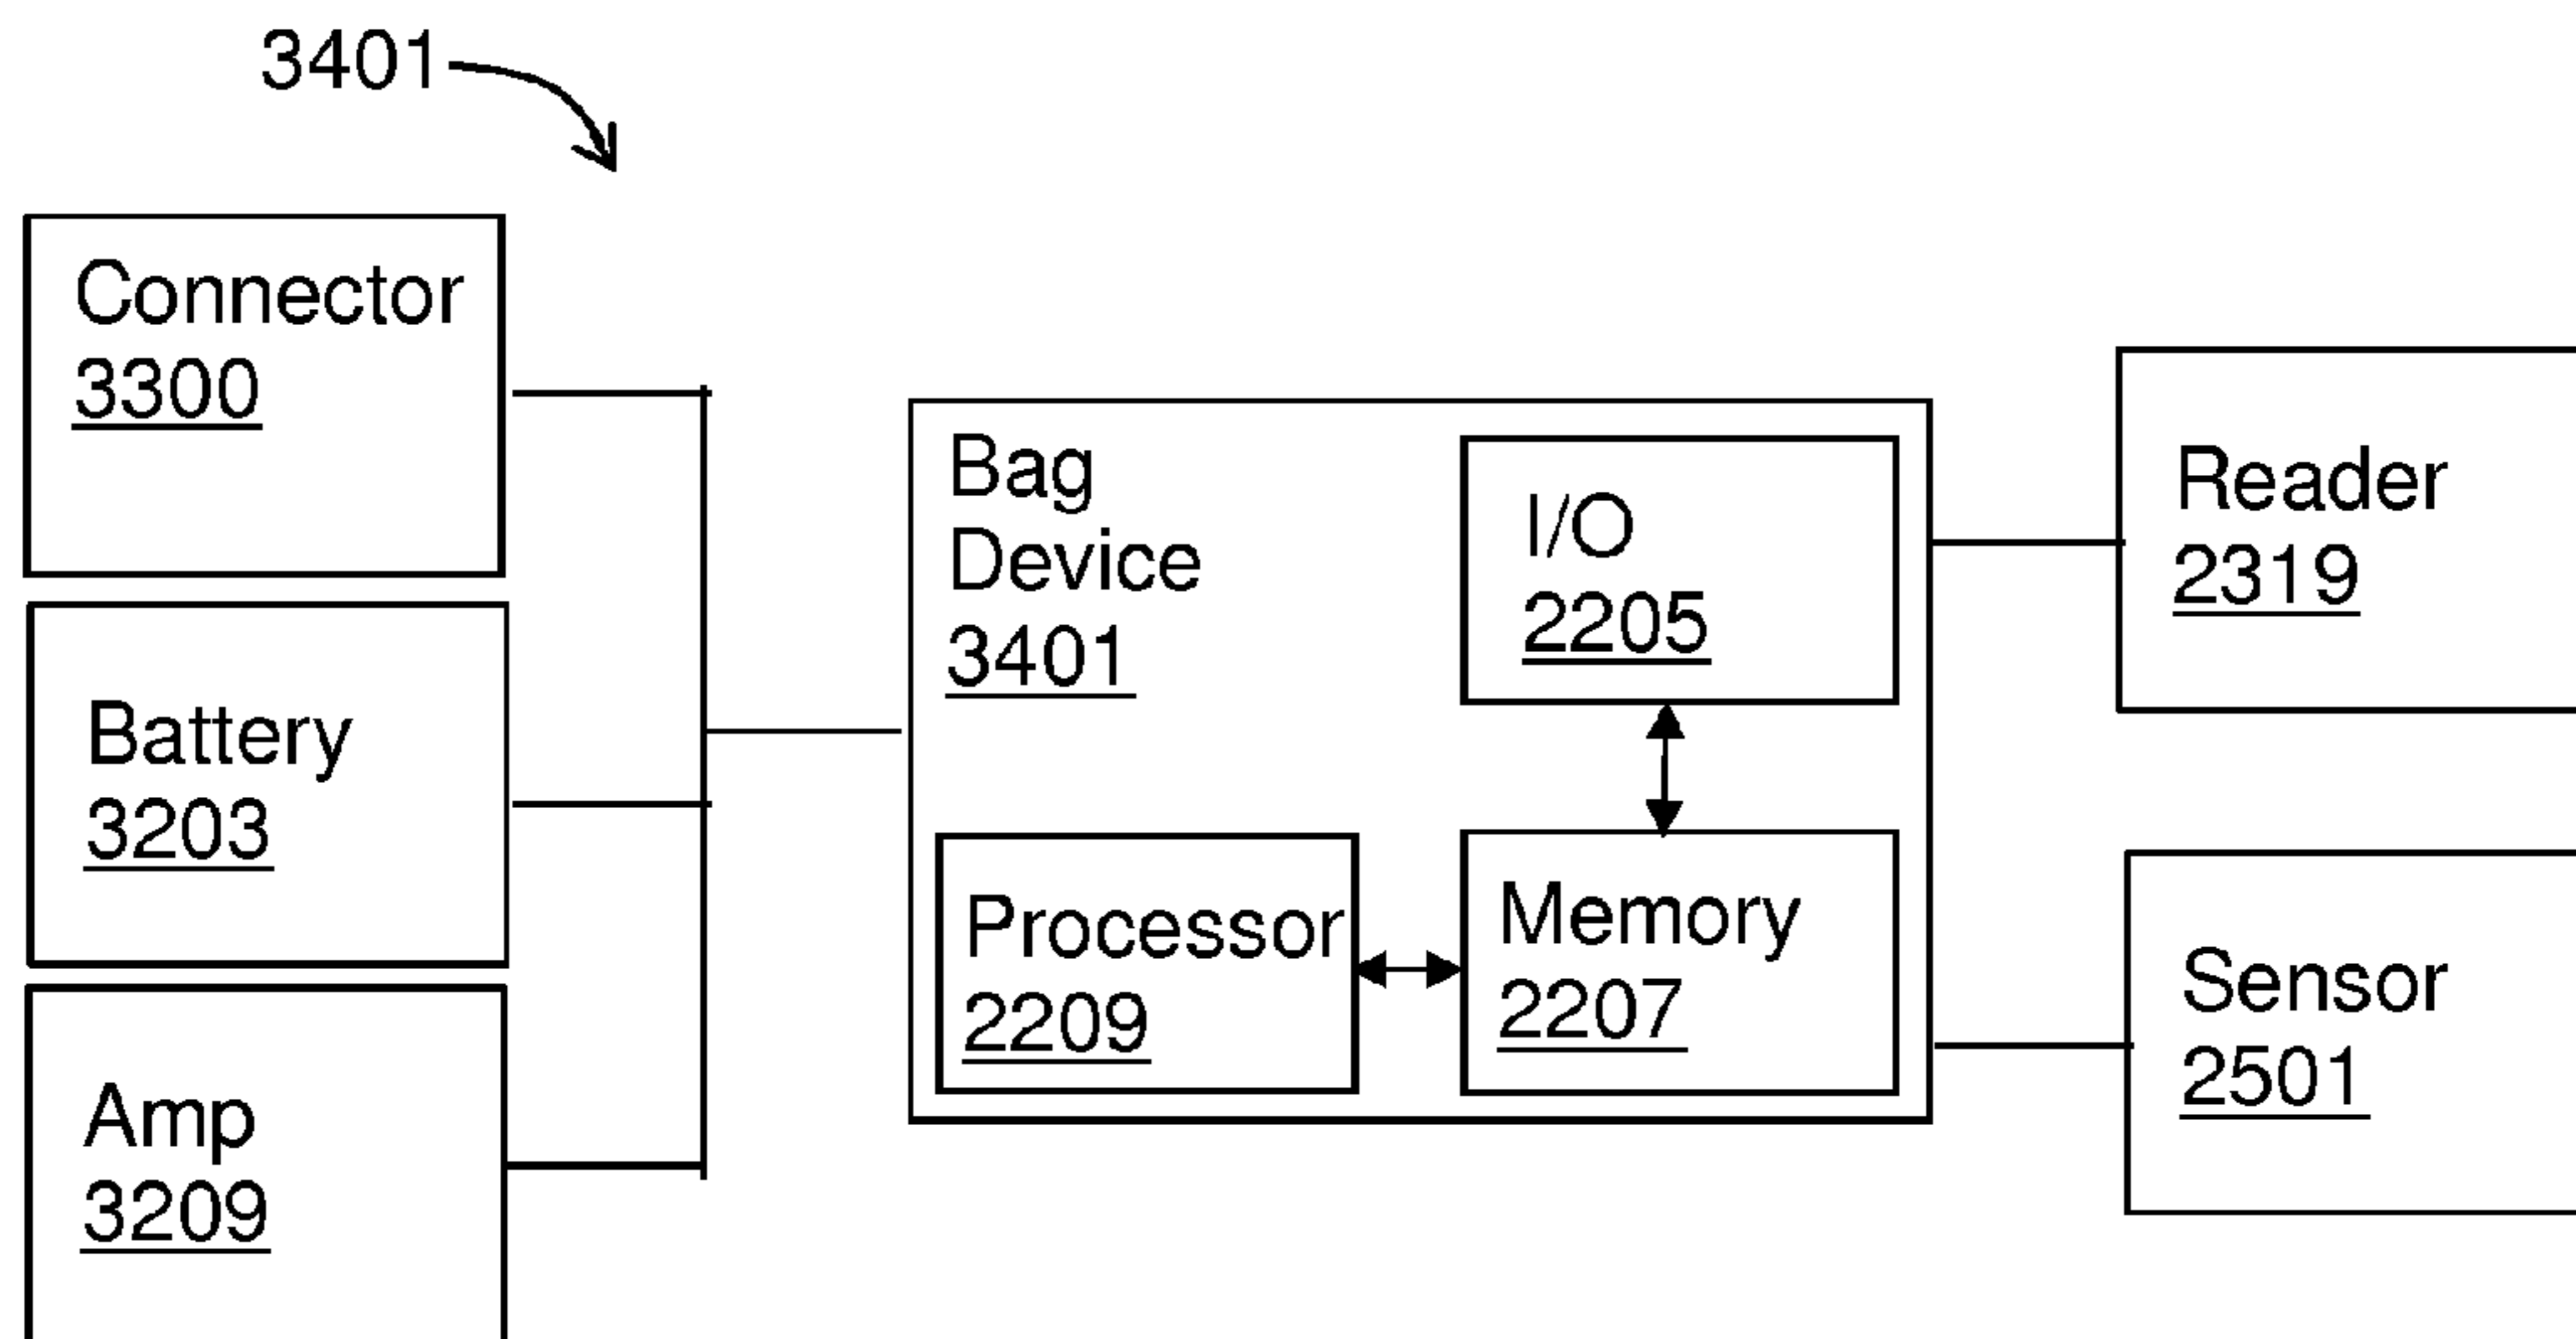 3401
Connector
3300
Battery
3203
Amp
3209
Bag
Device
3401
I/O
2205
Processor
2209
Memory
2207
Reader
2319
Sensor
2501